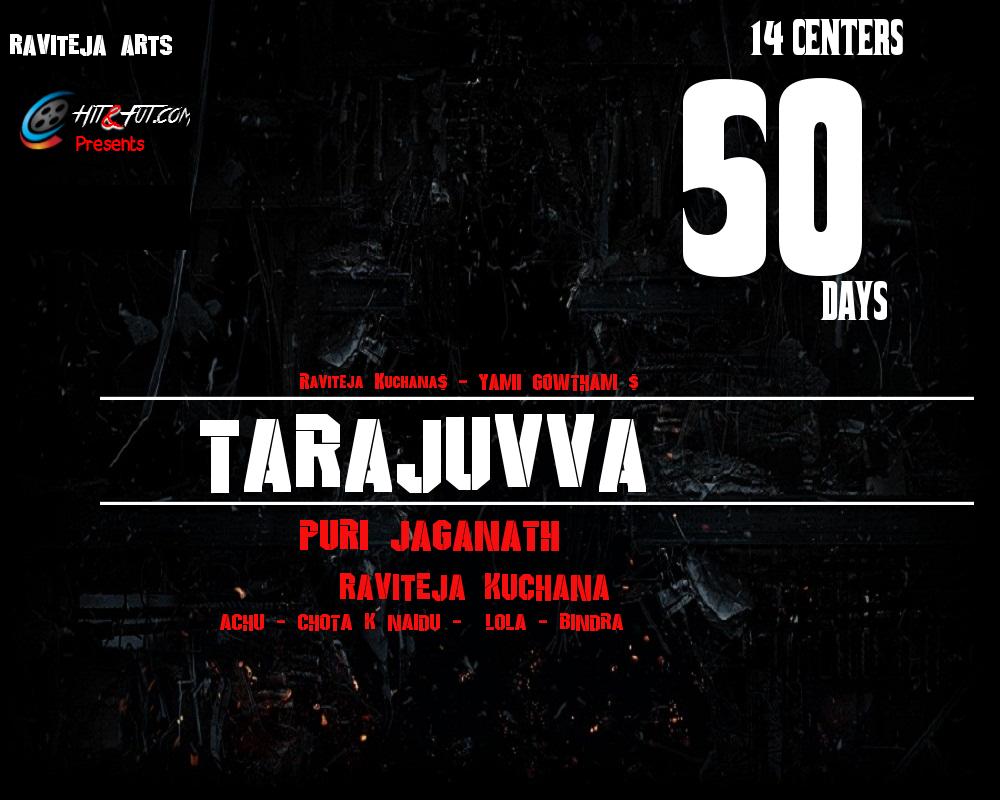 RAVITEJA ARTS
HIT&FUT.COM
Presents
14 CENTERS
50
DAYS
RAVITEJA KUCHANA$ - YAMI GOWTHAM $
TARAJUVVA
PURI JAGANATH
RAVITEJA KUCHANA
ACHU - CHOTA K NAIDU - LOLA - BINDRA